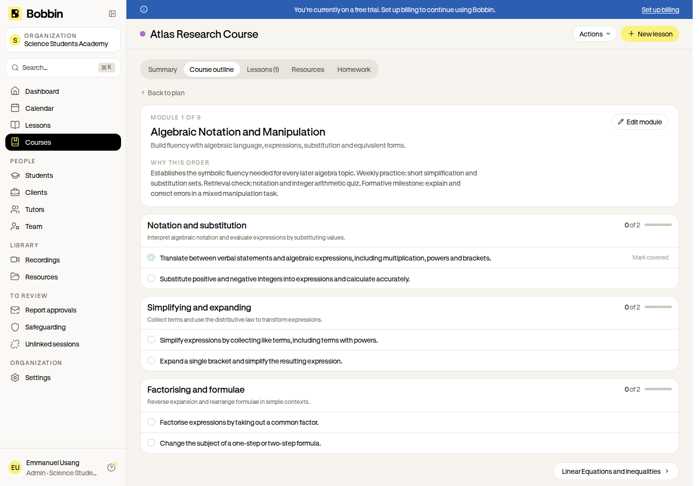 You're currently on a free trial. Set up billing to continue using Bobbin.
Set up billing
Bobbin
ORGANIZATION
S
Science Students Academy
Search...
⌘ K
Dashboard
Calendar
Lessons
Courses
PEOPLE
Students
Clients
Tutors
Team
LIBRARY
Recordings
Resources
TO REVIEW
Report approvals
Safeguarding
Unlinked sessions
ORGANIZATION
Settings
EU
Emmanuel Usang
Admin · Science Stude...
Atlas Research Course
Actions
New lesson
Summary
Course outline
Lessons (1)
Resources
Homework
Back to plan
MODULE 1 OF 9
Algebraic Notation and Manipulation
Build fluency with algebraic language, expressions, substitution and equivalent forms.
Edit module
WHY THIS ORDER
Establishes the symbolic fluency needed for every later algebra topic. Weekly practice: short simplification and
substitution sets. Retrieval check: notation and integer arithmetic quiz. Formative milestone: explain and
correct errors in a mixed manipulation task.
Notation and substitution
0 of 2
Interpret algebraic notation and evaluate expressions by substituting values.
Translate between verbal statements and algebraic expressions, including multiplication, powers and brackets.
Mark covered
Substitute positive and negative integers into expressions and calculate accurately.
Simplifying and expanding
0 of 2
Collect terms and use the distributive law to transform expressions.
Simplify expressions by collecting like terms, including terms with powers.
Expand a single bracket and simplify the resulting expression.
Factorising and formulae
0 of 2
Reverse expansion and rearrange formulae in simple contexts.
Factorise expressions by taking out a common factor.
Change the subject of a one-step or two-step formula.
Linear Equations and Inequalities